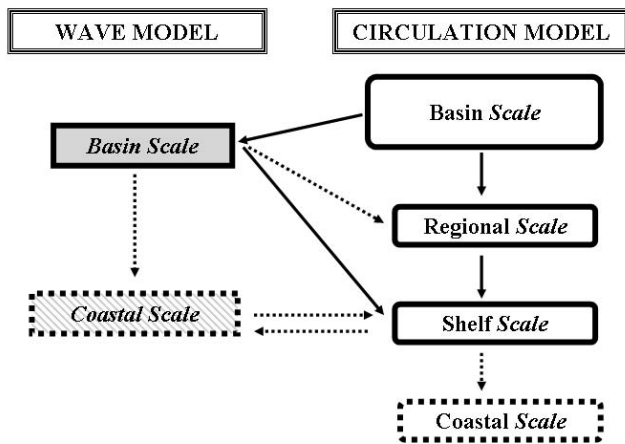 WAVE MODEL
CIRCULATION MODEL
Basin Scale
Basin Scale
Regional Scale
Coastal Scale
Shelf Scale
Coastal Scale